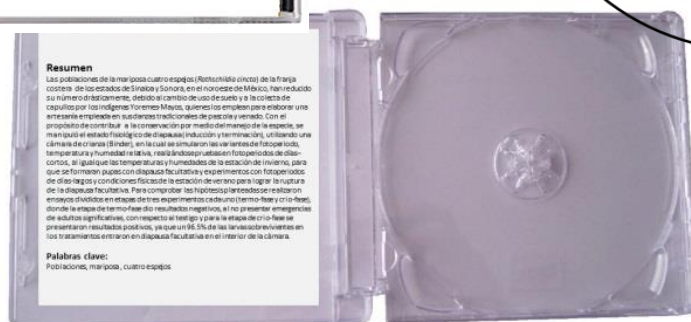 Resumen
Las poblaciones de la mariposa cuatro espejos (Rothschildia cincta) de la franja
costera de los estados de Sinaloa y Sonora, en el noroeste de México, han reducido
su número drásticamente, debido al cambio de uso de suelo y a la colecta de
capullos por los indígenas Yoremes-Mayos, quienes los emplean para elaborar una
artesanía empleada en sus danzas tradicionales de pascola y venado. Con el
propósito de contribuir a la conservación por medio del manejo de la especie, se
manipuló el estado fisiológico de diapausa (inducción y terminación), utilizando una
cámara de crianza (Binder), en la cual se simularon las variantes de fotoperiodo,
temperatura y humedad relativa, realizándose pruebas en fotoperiodos de días-
cortos, al igual que las temperaturas y humedades de la estación de invierno, para
que se formaran pupas con diapausa facultativa y experimentos con fotoperiodos
de días-largos y condiciones físicas de la estación de verano para lograr la ruptura
de la diapausa facultativa. Para comprobar las hipótesis planteadas se realizaron
ensayos divididos en etapas de tres experimentos cada uno (termo-fase y crio-fase),
donde la etapa de termo-fase dio resultados negativos, al no presentar emergencias
de adultos significativas, con respecto al testigo y para la etapa de crio-fase se
presentaron resultados positivos, ya que un 96.5% de las larvas sobrevivientes en
los tratamientos entraron en diapausa facultativa en el interior de la cámara.
Palabras clave:
Poblaciones, mariposa, cuatro espejos